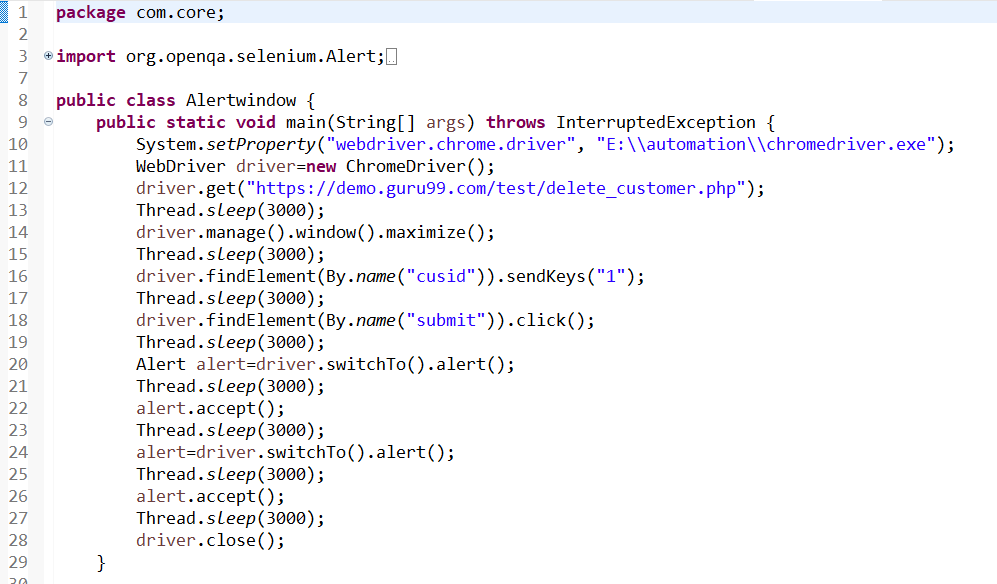 1 package com.core;
2
3 import org.openqa.selenium.Alert;
7
8 public class Alertwindow {
9     public static void main(String[] args) throws InterruptedException {
10         System.setProperty("webdriver.chrome.driver", "E:\\automation\\chromedriver.exe");
11         WebDriver driver=new ChromeDriver();
12         driver.get("https://demo.guru99.com/test/delete_customer.php");
13         Thread.sleep(3000);
14         driver.manage().window().maximize();
15         Thread.sleep(3000);
16         driver.findElement(By.name("cusid")).sendKeys("1");
17         Thread.sleep(3000);
18         driver.findElement(By.name("submit")).click();
19         Thread.sleep(3000);
20         Alert alert=driver.switchTo().alert();
21         Thread.sleep(3000);
22         alert.accept();
23         Thread.sleep(3000);
24         alert=driver.switchTo().alert();
25         Thread.sleep(3000);
26         alert.accept();
27         Thread.sleep(3000);
28         driver.close();
29     }
30